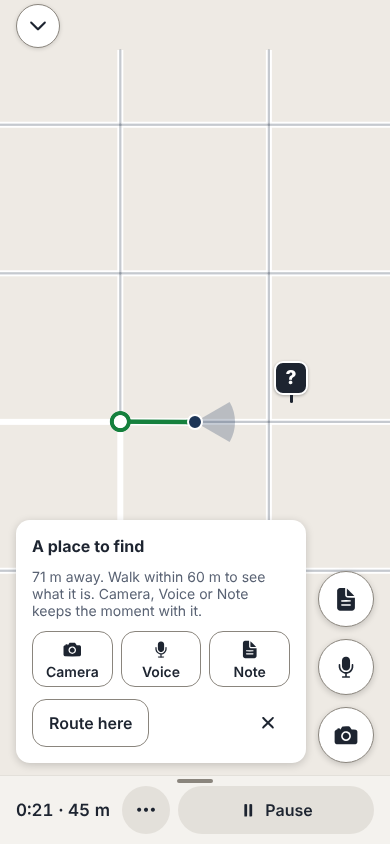 ?
A place to find
71 m away. Walk within 60 m to see
what it is. Camera, Voice or Note
keeps the moment with it.
Camera Voice Note
Route here
0:21 · 45 m Pause